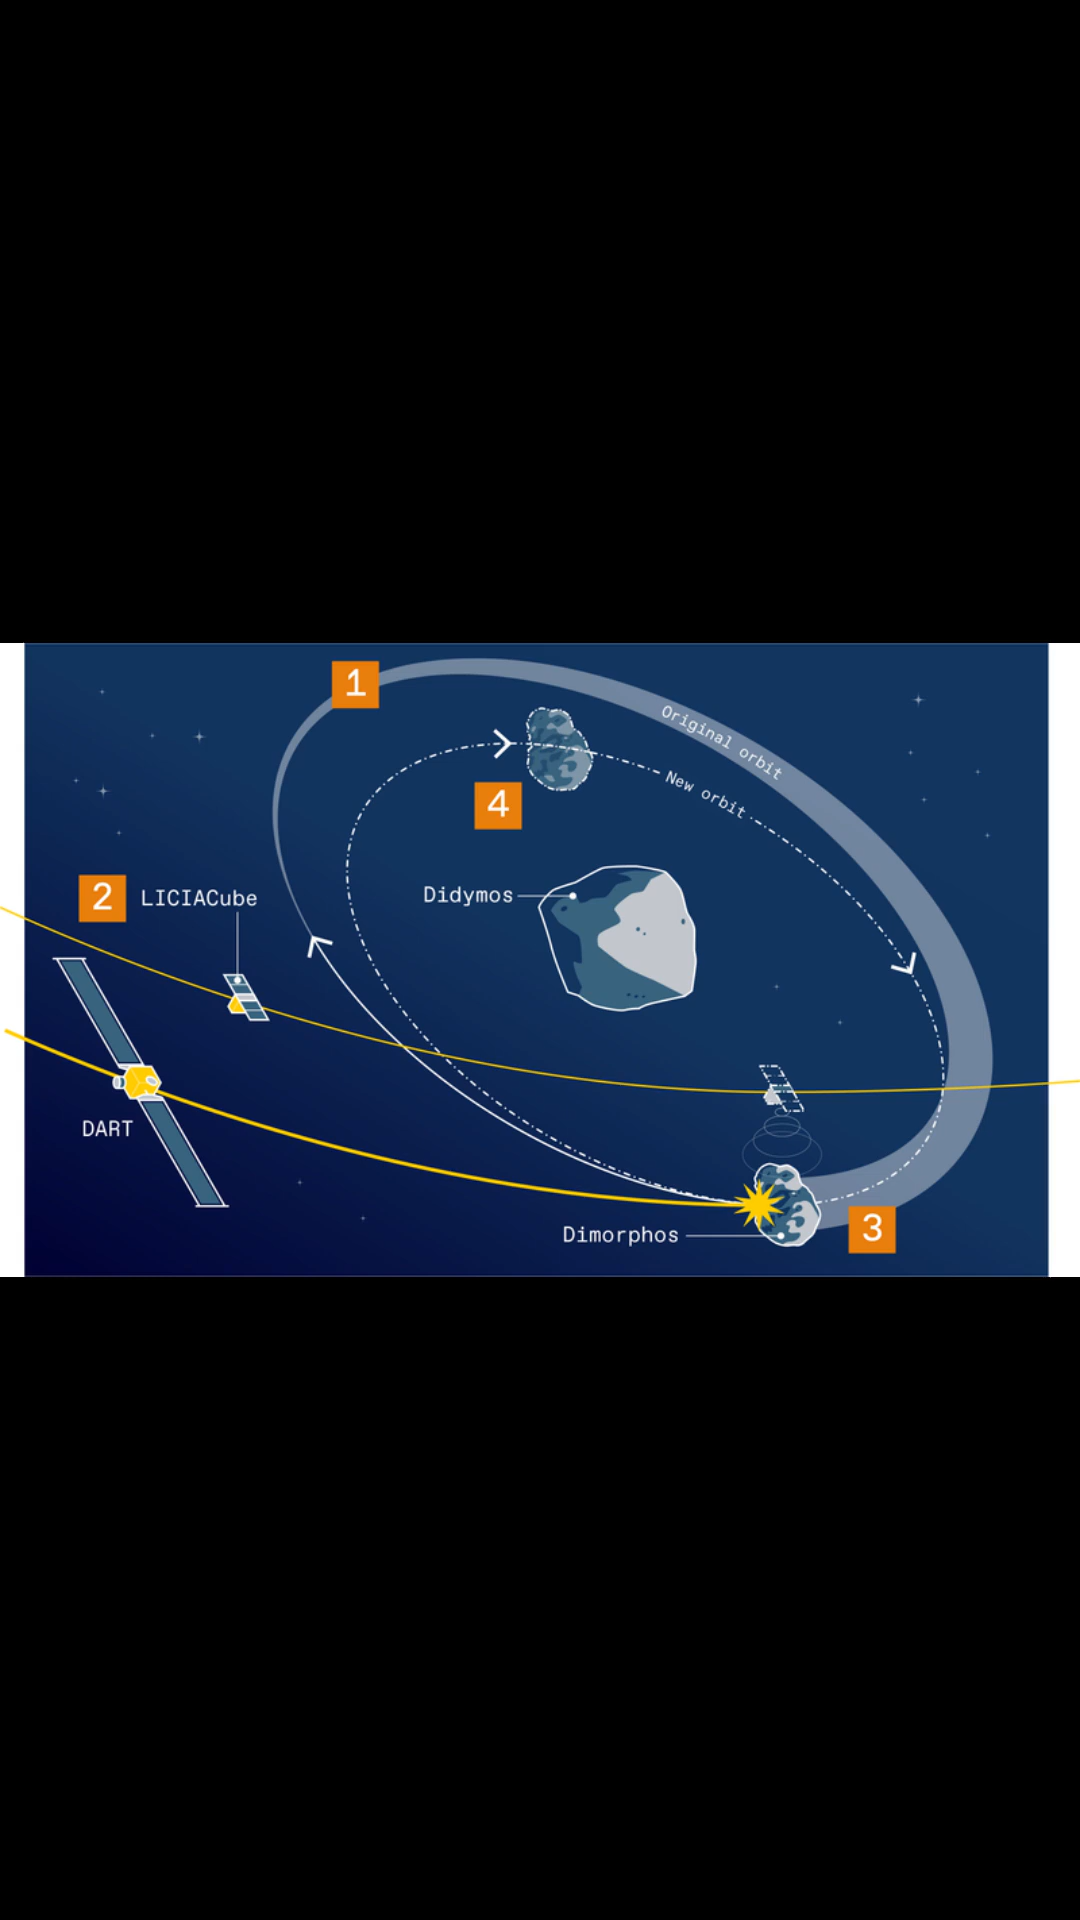 1
Original orbit
New orbit
4
Didymos
2 LICIACube
DART
Dimorphos
3